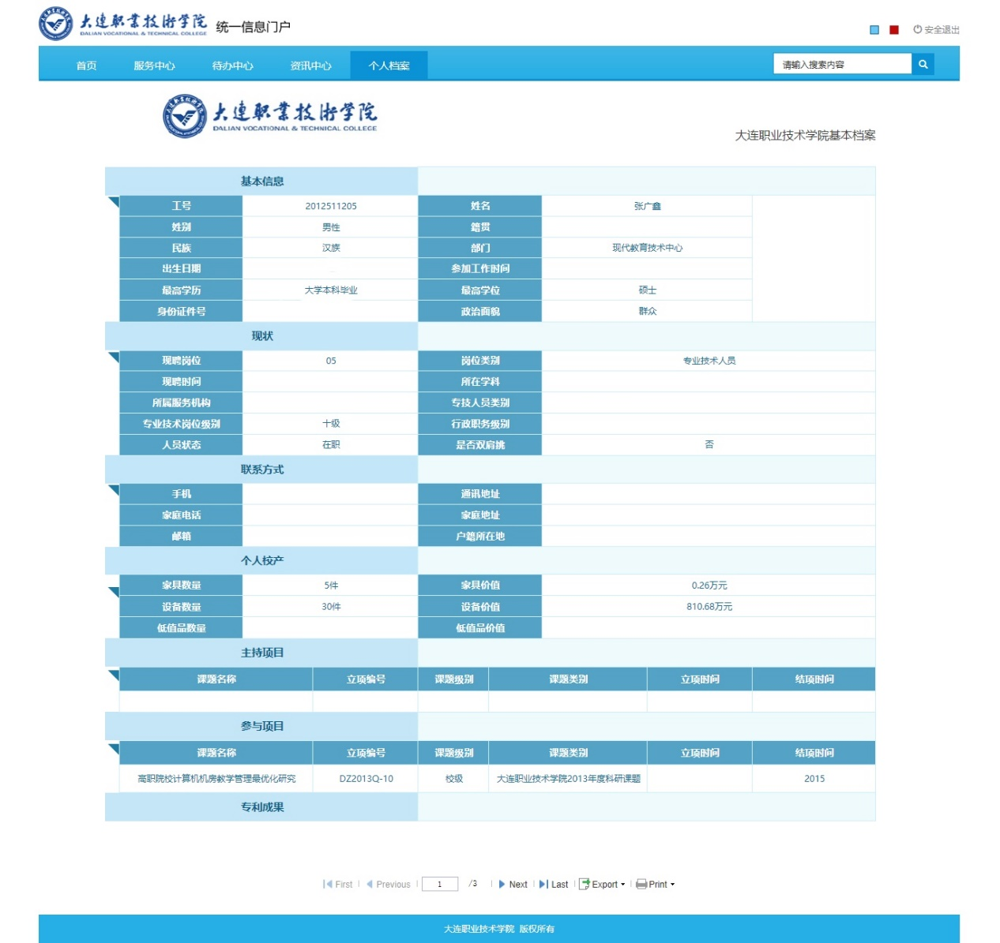 大连职业技术学院 统一信息门户
DALIAN VOCATIONAL & TECHNICAL COLLEGE
安全退出
首页 服务中心 待办中心 资讯中心 个人档案 请输入搜索内容
大连职业技术学院
DALIAN VOCATIONAL & TECHNICAL COLLEGE
大连职业技术学院基本档案
基本信息
工号 2012511205 姓名 张广鑫
性别 男性 籍贯
民族 汉族 部门 现代教育技术中心
出生日期 参加工作时间
最高学历 大学本科毕业 最高学位 硕士
身份证件号 政治面貌 群众
现状
现聘岗位 05 岗位类别 专业技术人员
现聘时间 所在学科
所属服务机构 专技人员类别
专业技术岗位级别 十级 行政职务级别
人员状态 在职 是否双肩挑 否
联系方式
手机 通讯地址
家庭电话 家庭地址
邮箱 户籍所在地
个人校产
家具数量 5件 家具价值 0.26万元
设备数量 30件 设备价值 810.68万元
低值品数量 低值品价值
主持项目
课题名称 立项编号 课题级别 课题类别 立项时间 结项时间
参与项目
课题名称 立项编号 课题级别 课题类别 立项时间 结项时间
高职院校计算机机房教学管理最优化研究 DZ2013Q-10 校级 大连职业技术学院2013年度科研课题 2015
专利成果
First Previous 1 /3 Next Last Export Print
大连职业技术学院 版权所有